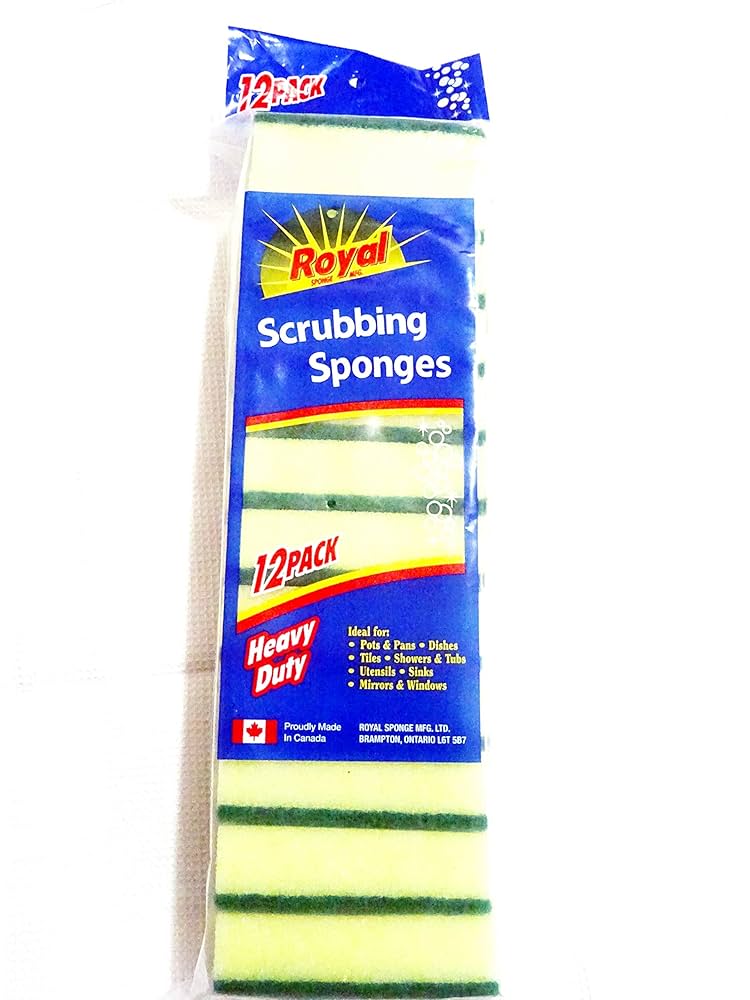 12PACK
Royal
SPONGE MFG.
Scrubbing
Sponges
12PACK
Heavy
Duty
Ideal for:
• Pots & Pans • Dishes
• Tiles • Showers & Tubs
• Utensils • Sinks
• Mirrors & Windows
Proudly Made
In Canada
ROYAL SPONGE MFG. LTD.
BRAMPTON, ONTARIO L6T 5B7